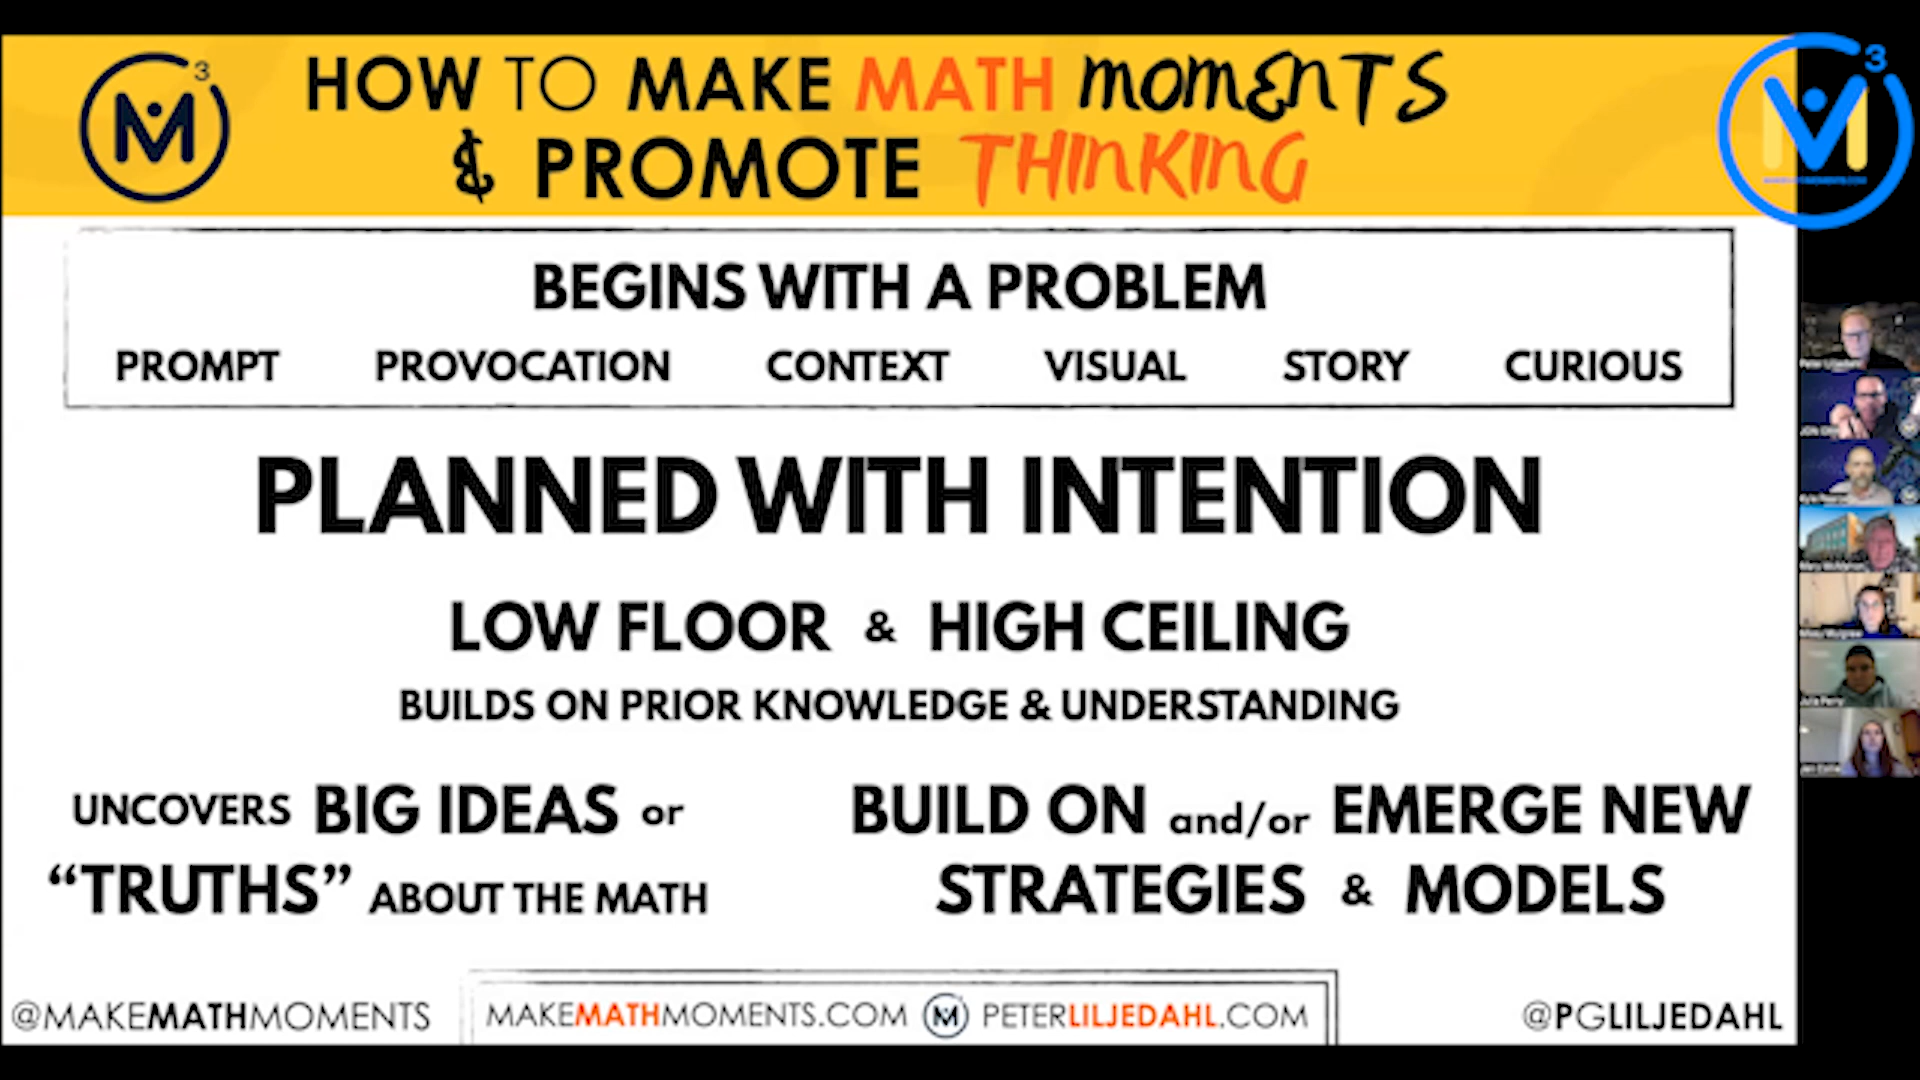 HOW TO MAKE MATH MOMENTS
& PROMOTE THINKING
M 3
M 3
BEGINS WITH A PROBLEM
PROMPT PROVOCATION CONTEXT VISUAL STORY CURIOUS
PLANNED WITH INTENTION
LOW FLOOR & HIGH CEILING
BUILDS ON PRIOR KNOWLEDGE & UNDERSTANDING
UNCOVERS BIG IDEAS or
"TRUTHS" ABOUT THE MATH
BUILD ON and/or EMERGE NEW
STRATEGIES & MODELS
@MAKEMATHMOMENTS
MAKEMATHMOMENTS.COM M PETERLILJEDAHL.COM
@PGLILJEDAHL